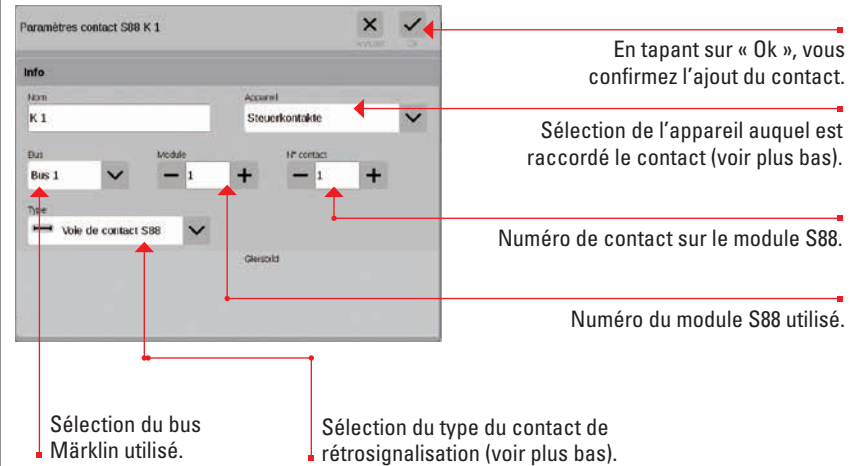 Paramètres contact S88 K 1
Ok
En tapant sur « Ok », vous
confirmez l'ajout du contact.
Info
Nom
Appareil
K 1
Steuerkontakte
Sélection de l'appareil auquel est
raccordé le contact (voir plus bas).
Bus
Module
N° contact
Bus 1
1
1
Type
Voie de contact S88
Numéro de contact sur le module S88.
Gleisbild
Numéro du module S88 utilisé.
Sélection du bus
Märklin utilisé.
Sélection du type du contact de
rétrosignalisation (voir plus bas).